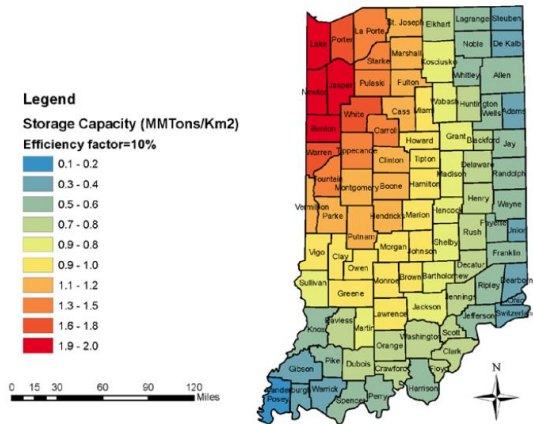 Legend
Storage Capacity (MMTons/Km2)
Efficiency factor=10%
0.1 - 0.2
0.3 - 0.4
0.5 - 0.6
0.7 - 0.8
0.9 - 0.8
0.9 - 1.0
1.1 - 1.2
1.3 - 1.5
1.6 - 1.8
1.9 - 2.0
0 15 30 60 90 120
Miles
N
Lake Porter La Porte St. Joseph Elkhart Lagrange Steuben
Noble De Kalb
Starke Marshall Kosciusko
Newton Jasper Pulaski Fulton Whitley Allen
Benton White Cass Miami Wabash Huntington Wells Adams
Carroll Howard Grant Blackford Jay
Warren Tippecanoe Clinton Tipton Delaware Randolph
Fountain Montgomery Boone Hamilton Madison
Vermillion Parke Hendricks Marion Hancock Henry Wayne
Putnam Rush Fayette Union
Vigo Clay Morgan Johnson Shelby Franklin
Owen Decatur
Sullivan Greene Monroe Brown Bartholomew Ripley Dearborn
Jennings Ohio
Lawrence Jackson Jefferson Switzerland
Knox Daviess Martin Washington Scott
Orange Clark
Gibson Pike Dubois Crawford Floyd
Posey Warrick Spencer Perry Harrison